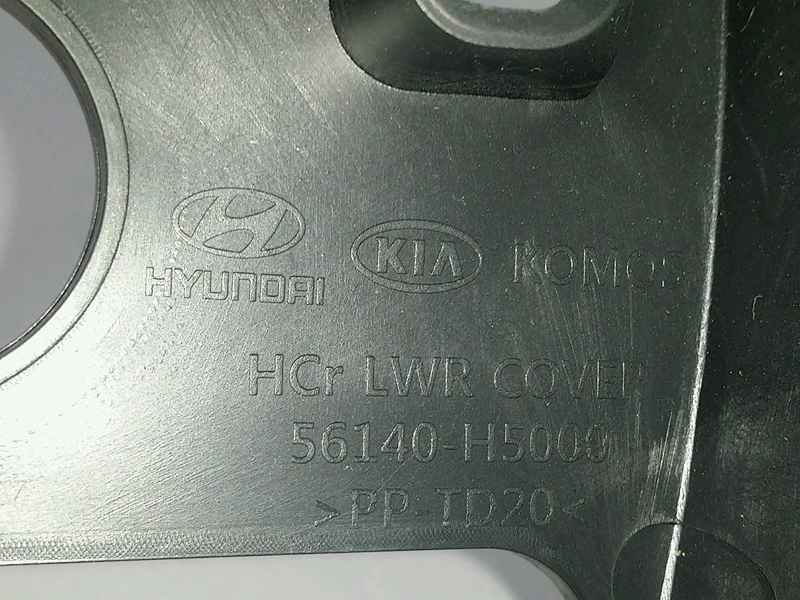 HYUNDAI KIA KOMOS
HCr LWR COVER
56140-H5000
>PP-TD20<